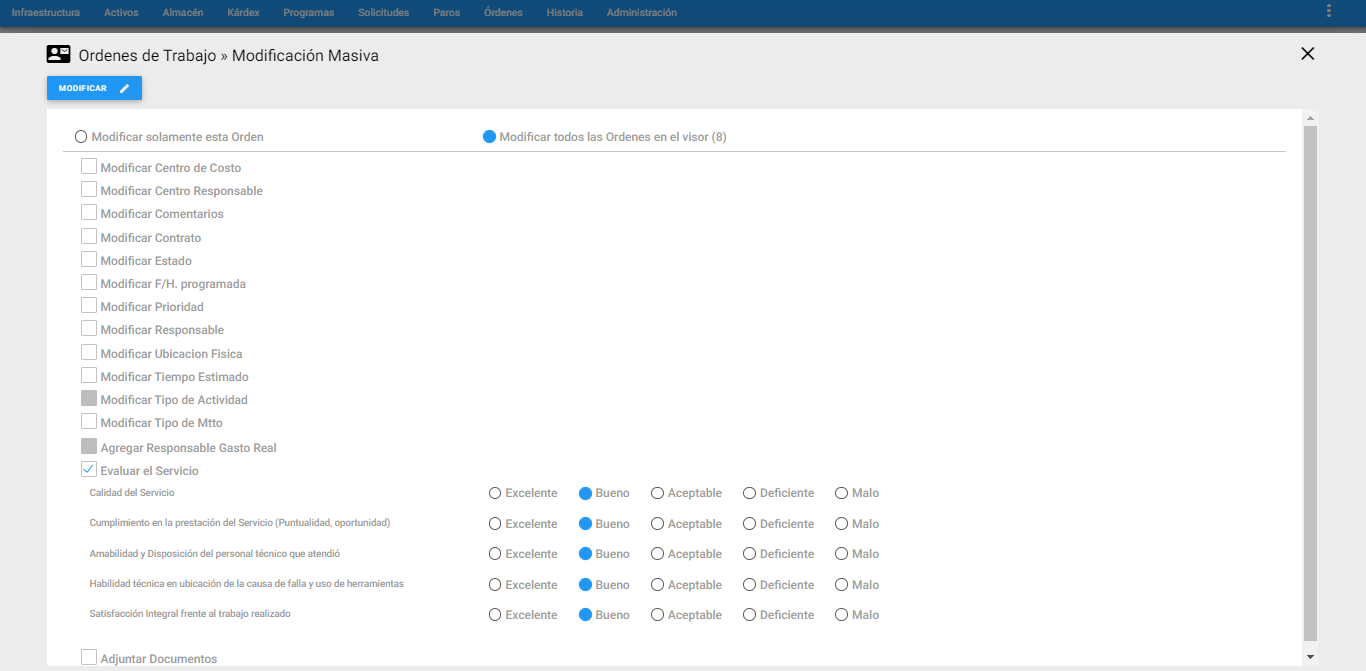 Infraestructura Activos Almacén Kárdex Programas Solicitudes Paros Órdenes Historia Administración
Ordenes de Trabajo » Modificación Masiva
MODIFICAR
Modificar solamente esta Orden Modificar todos las Ordenes en el visor (8)
Modificar Centro de Costo
Modificar Centro Responsable
Modificar Comentarios
Modificar Contrato
Modificar Estado
Modificar F/H. programada
Modificar Prioridad
Modificar Responsable
Modificar Ubicacion Fisica
Modificar Tiempo Estimado
Modificar Tipo de Actividad
Modificar Tipo de Mtto
Agregar Responsable Gasto Real
Evaluar el Servicio
Calidad del Servicio Excelente Bueno Aceptable Deficiente Malo
Cumplimiento en la prestación del Servicio (Puntualidad, oportunidad) Excelente Bueno Aceptable Deficiente Malo
Amabilidad y Disposición del personal técnico que atendió Excelente Bueno Aceptable Deficiente Malo
Habilidad técnica en ubicación de la causa de falla y uso de herramientas Excelente Bueno Aceptable Deficiente Malo
Satisfacción Integral frente al trabajo realizado Excelente Bueno Aceptable Deficiente Malo
Adjuntar Documentos